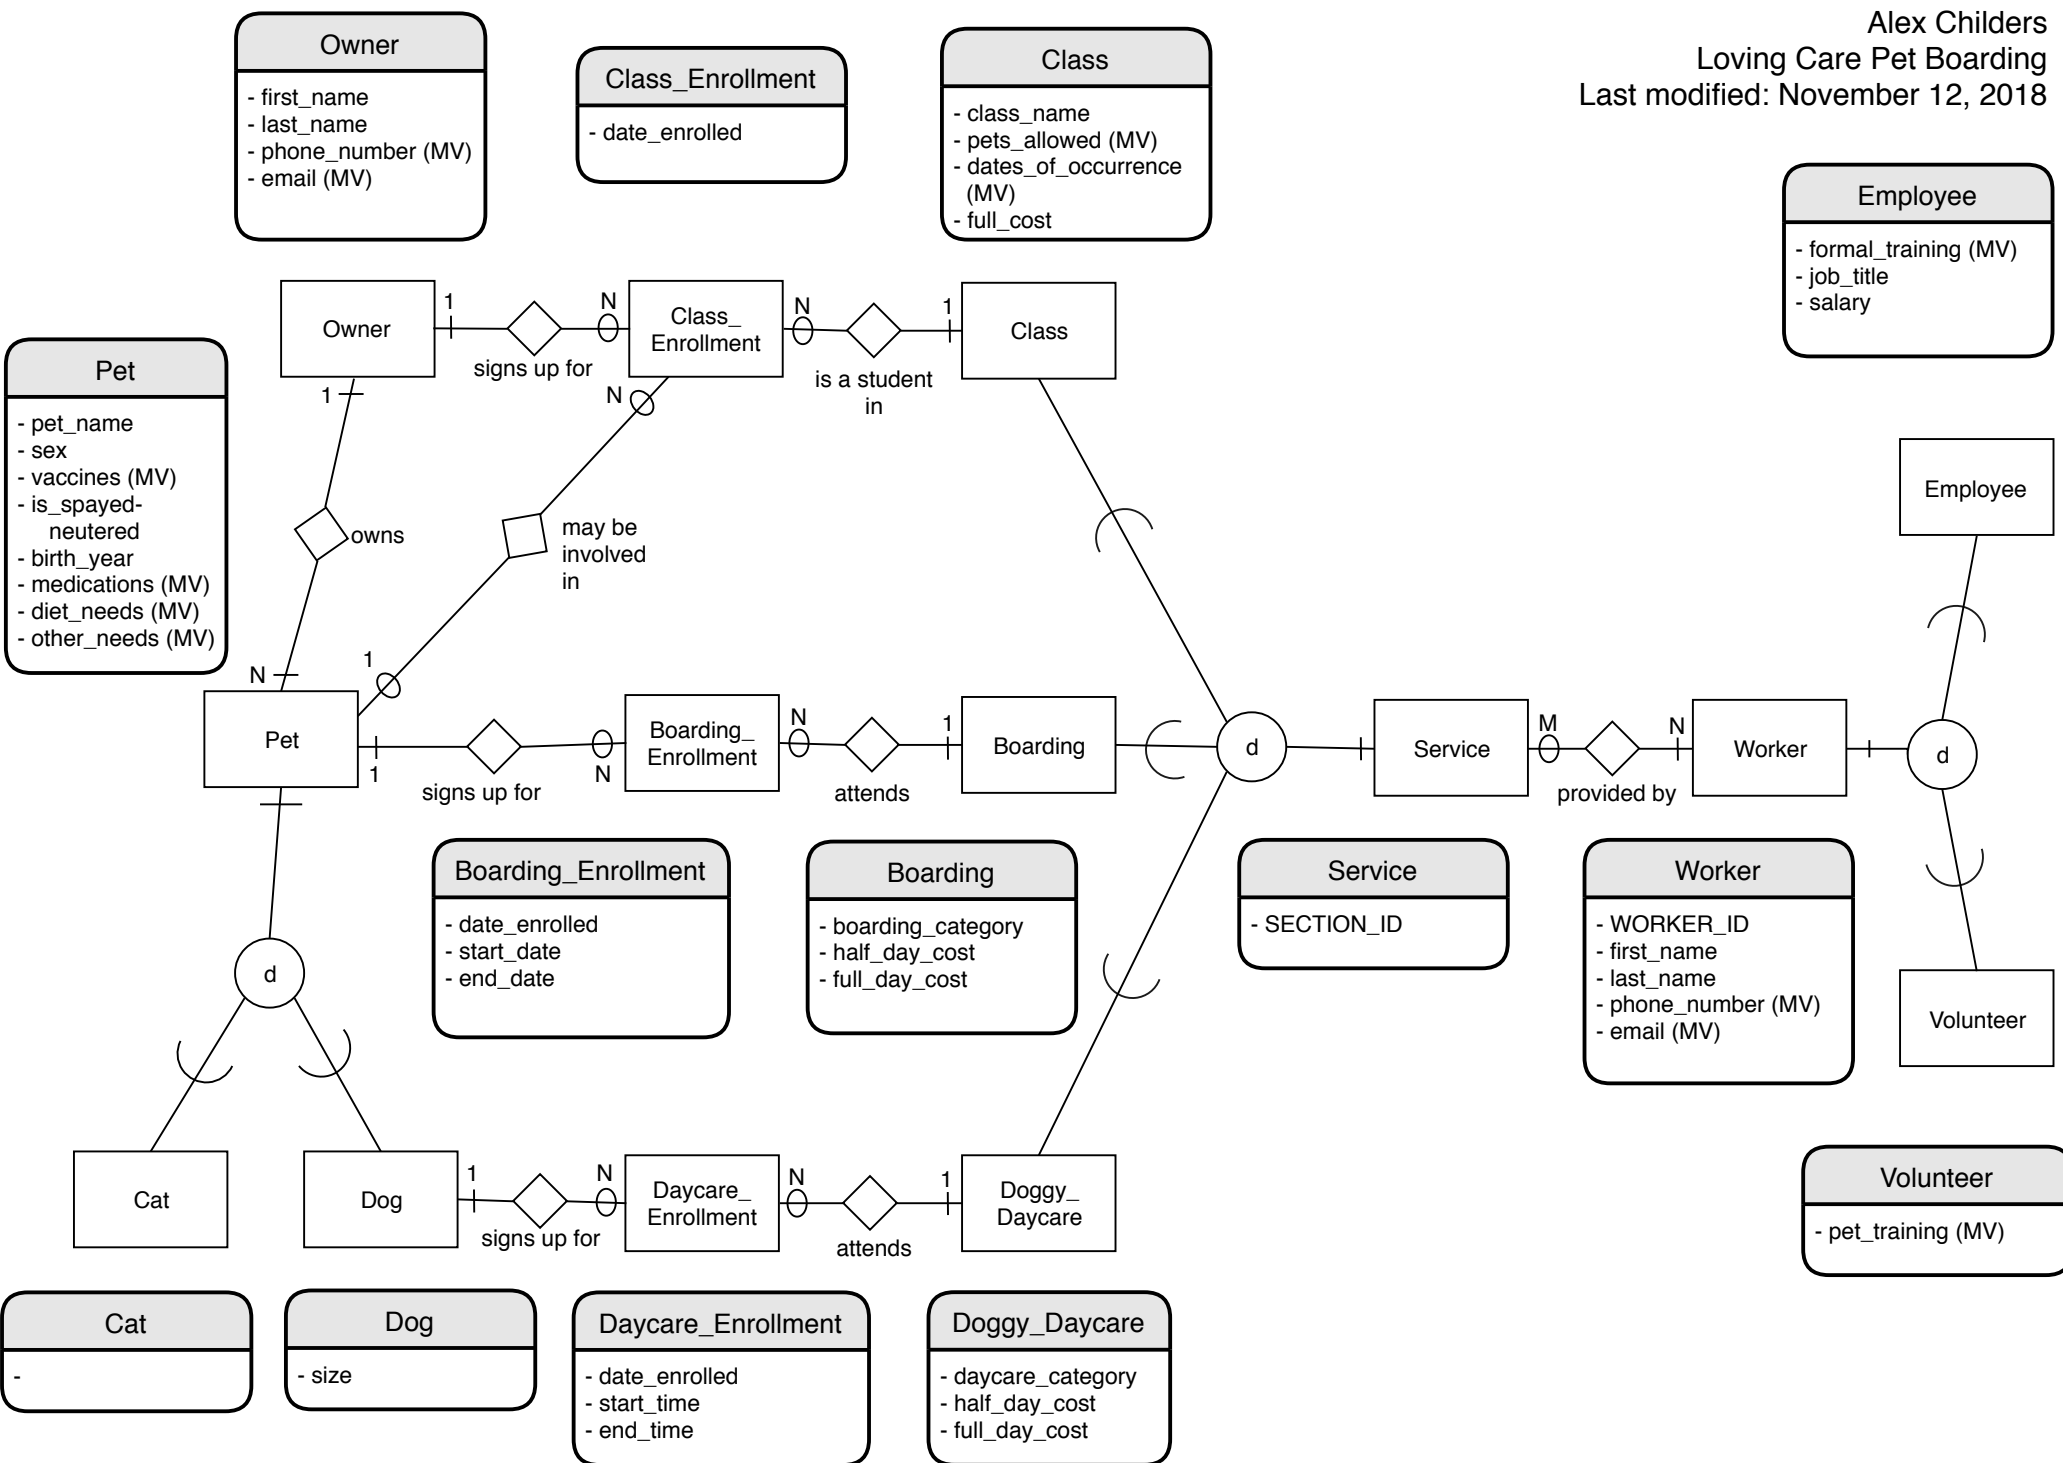 Alex Childers
Loving Care Pet Boarding
Last modified: November 12, 2018
Owner
- first_name
- last_name
- phone_number (MV)
- email (MV)
Class_Enrollment
- date_enrolled
Class
- class_name
- pets_allowed (MV)
- dates_of_occurrence
(MV)
- full_cost
Employee
- formal_training (MV)
- job_title
- salary
Owner
1
signs up for
N
Class_
Enrollment
N
is a student
in
1
Class
Pet
- pet_name
- sex
- vaccines (MV)
- is_spayed-
neutered
- birth_year
- medications (MV)
- diet_needs (MV)
- other_needs (MV)
1
owns
N
N
may be
involved
in
1
Employee
Pet
1
signs up for
N
Boarding_
Enrollment
N
attends
1
Boarding
d
Service
M
provided by
N
Worker
d
Boarding_Enrollment
- date_enrolled
- start_date
- end_date
Boarding
- boarding_category
- half_day_cost
- full_day_cost
Service
- SECTION_ID
Worker
- WORKER_ID
- first_name
- last_name
- phone_number (MV)
- email (MV)
Volunteer
d
Cat
Dog
1
signs up for
N
Daycare_
Enrollment
N
attends
1
Doggy_
Daycare
Volunteer
- pet_training (MV)
Cat
-
Dog
- size
Daycare_Enrollment
- date_enrolled
- start_time
- end_time
Doggy_Daycare
- daycare_category
- half_day_cost
- full_day_cost